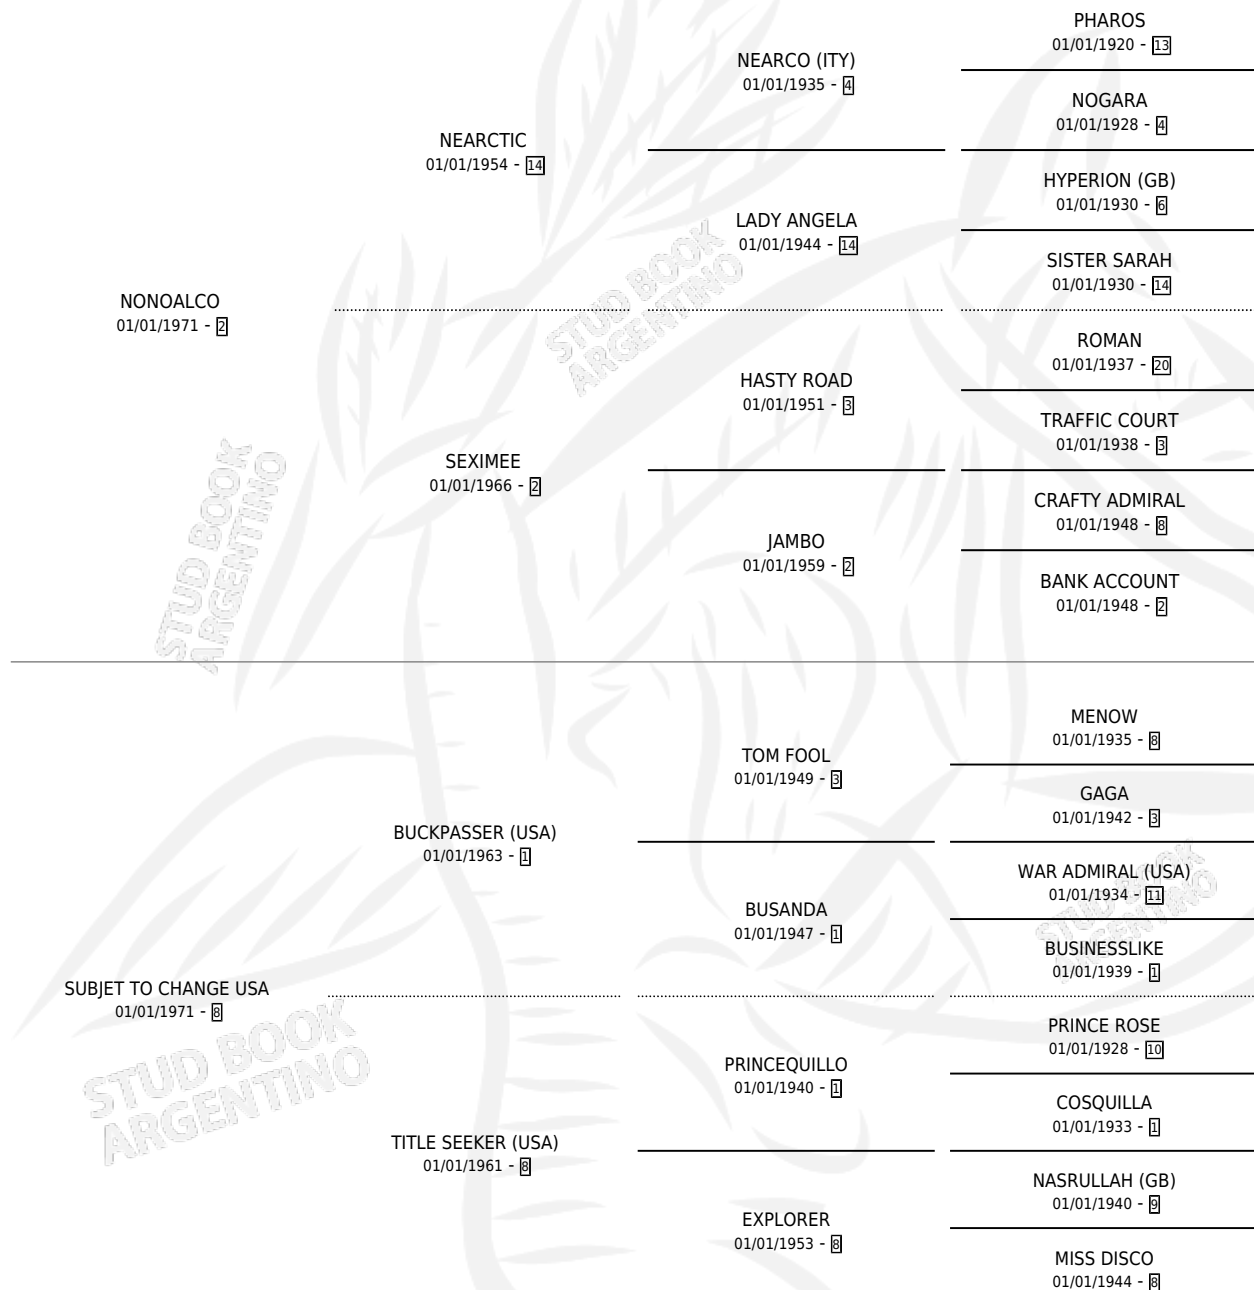 PHAROS
01/01/1920 - 13
NEARCO (ITY)
01/01/1935 - 4
NOGARA
01/01/1928 - 4
NEARCTIC
01/01/1954 - 14
HYPERION (GB)
01/01/1930 - 6
LADY ANGELA
01/01/1944 - 14
SISTER SARAH
01/01/1930 - 14
NONOALCO
01/01/1971 - 2
ROMAN
01/01/1937 - 20
HASTY ROAD
01/01/1951 - 3
TRAFFIC COURT
01/01/1938 - 3
SEXIMEE
01/01/1966 - 2
CRAFTY ADMIRAL
01/01/1948 - 8
JAMBO
01/01/1959 - 2
BANK ACCOUNT
01/01/1948 - 2
MENOW
01/01/1935 - 8
TOM FOOL
01/01/1949 - 3
GAGA
01/01/1942 - 3
BUCKPASSER (USA)
01/01/1963 - 1
WAR ADMIRAL (USA)
01/01/1934 - 11
BUSANDA
01/01/1947 - 1
BUSINESSLIKE
01/01/1939 - 1
SUBJET TO CHANGE USA
01/01/1971 - 8
PRINCE ROSE
01/01/1928 - 10
PRINCEQUILLO
01/01/1940 - 1
COSQUILLA
01/01/1933 - 1
TITLE SEEKER (USA)
01/01/1961 - 8
NASRULLAH (GB)
01/01/1940 - 9
EXPLORER
01/01/1953 - 8
MISS DISCO
01/01/1944 - 8
STUD BOOK
ARGENTINO
STUD BOOK
ARGENTINO
STUD BOOK
ARGENTINO
STUD BOOK
ARGENTINO